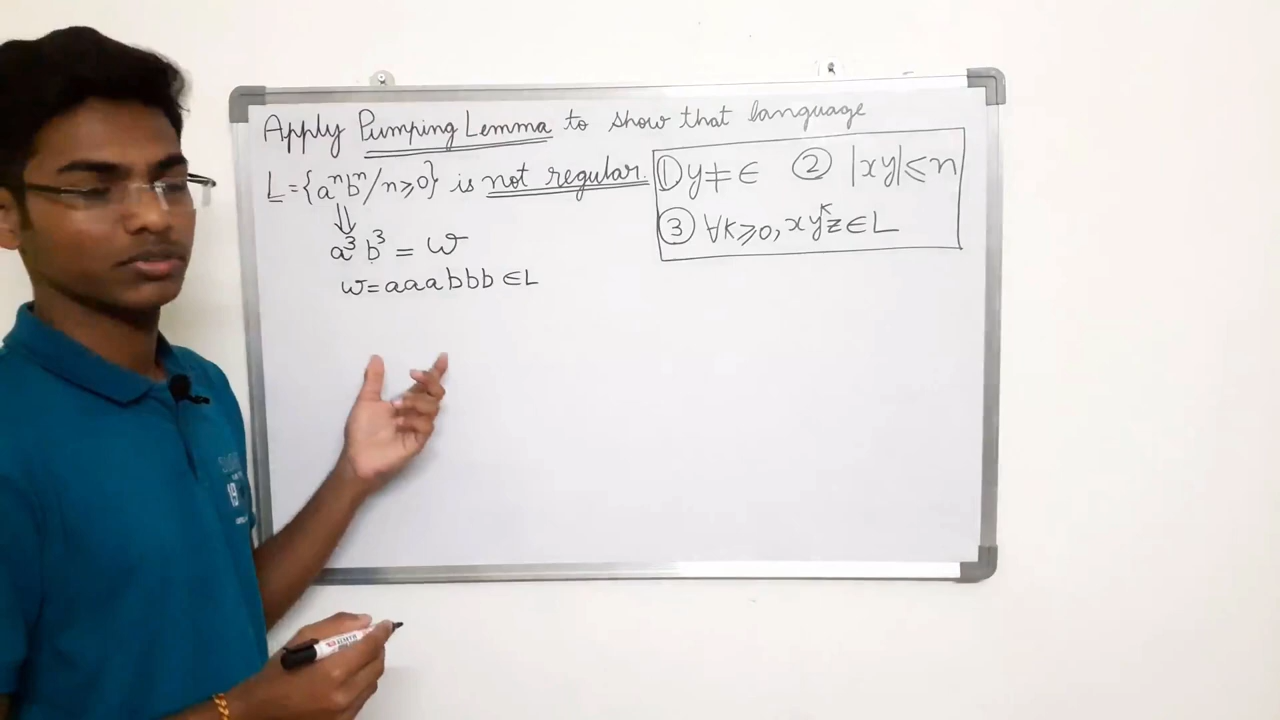 Apply Pumping Lemma to show that language
L = {aⁿbⁿ/n≥0} is not regular.
① y≠∈ ② |xy|≤n
③ ∀k≥0, xyᵏz∈L
a³b³ = w
w = aaabbb ∈L